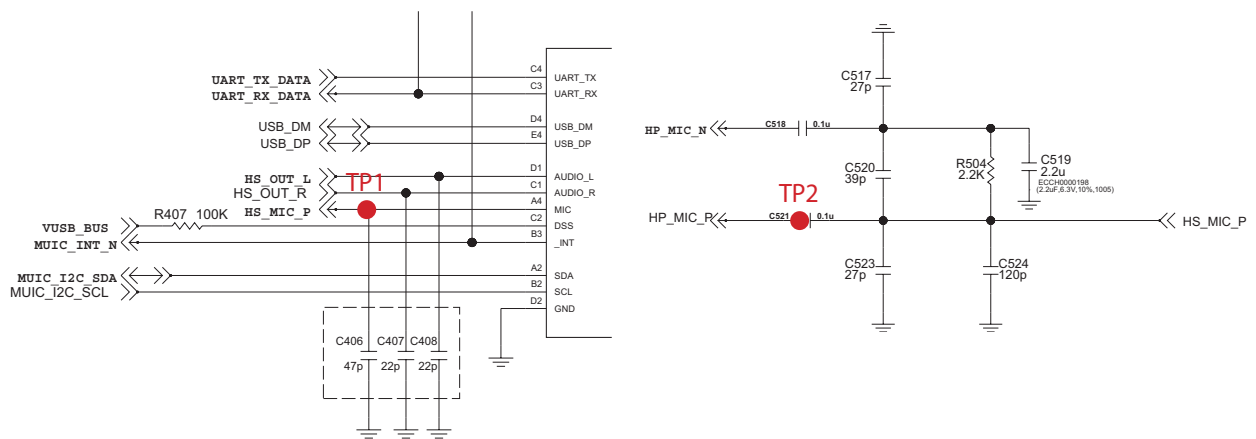 C4
UART_TX_DATA
UART_TX
C3
UART_RX_DATA
UART_RX
D4
USB_DM
USB_DM
E4
USB_DP
USB_DP
D1
HS_OUT_L
AUDIO_L
TP1
C1
HS_OUT_R
AUDIO_R
A4
HS_MIC_P
MIC
R407 100K
C2
VUSB_BUS
DSS
B3
MUIC_INT_N
_INT
A2
MUIC_I2C_SDA
SDA
B2
MUIC_I2C_SCL
SCL
D2
GND
C406 C407 C408
47p 22p 22p
C517
27p
HP_MIC_N
C518 0.1u
C520
39p
R504
2.2K
C519
2.2u
ECCH0000198
(2.2uF,6.3V,10%,1005)
TP2
HP_MIC_P
C521 0.1u
HS_MIC_P
C523
27p
C524
120p